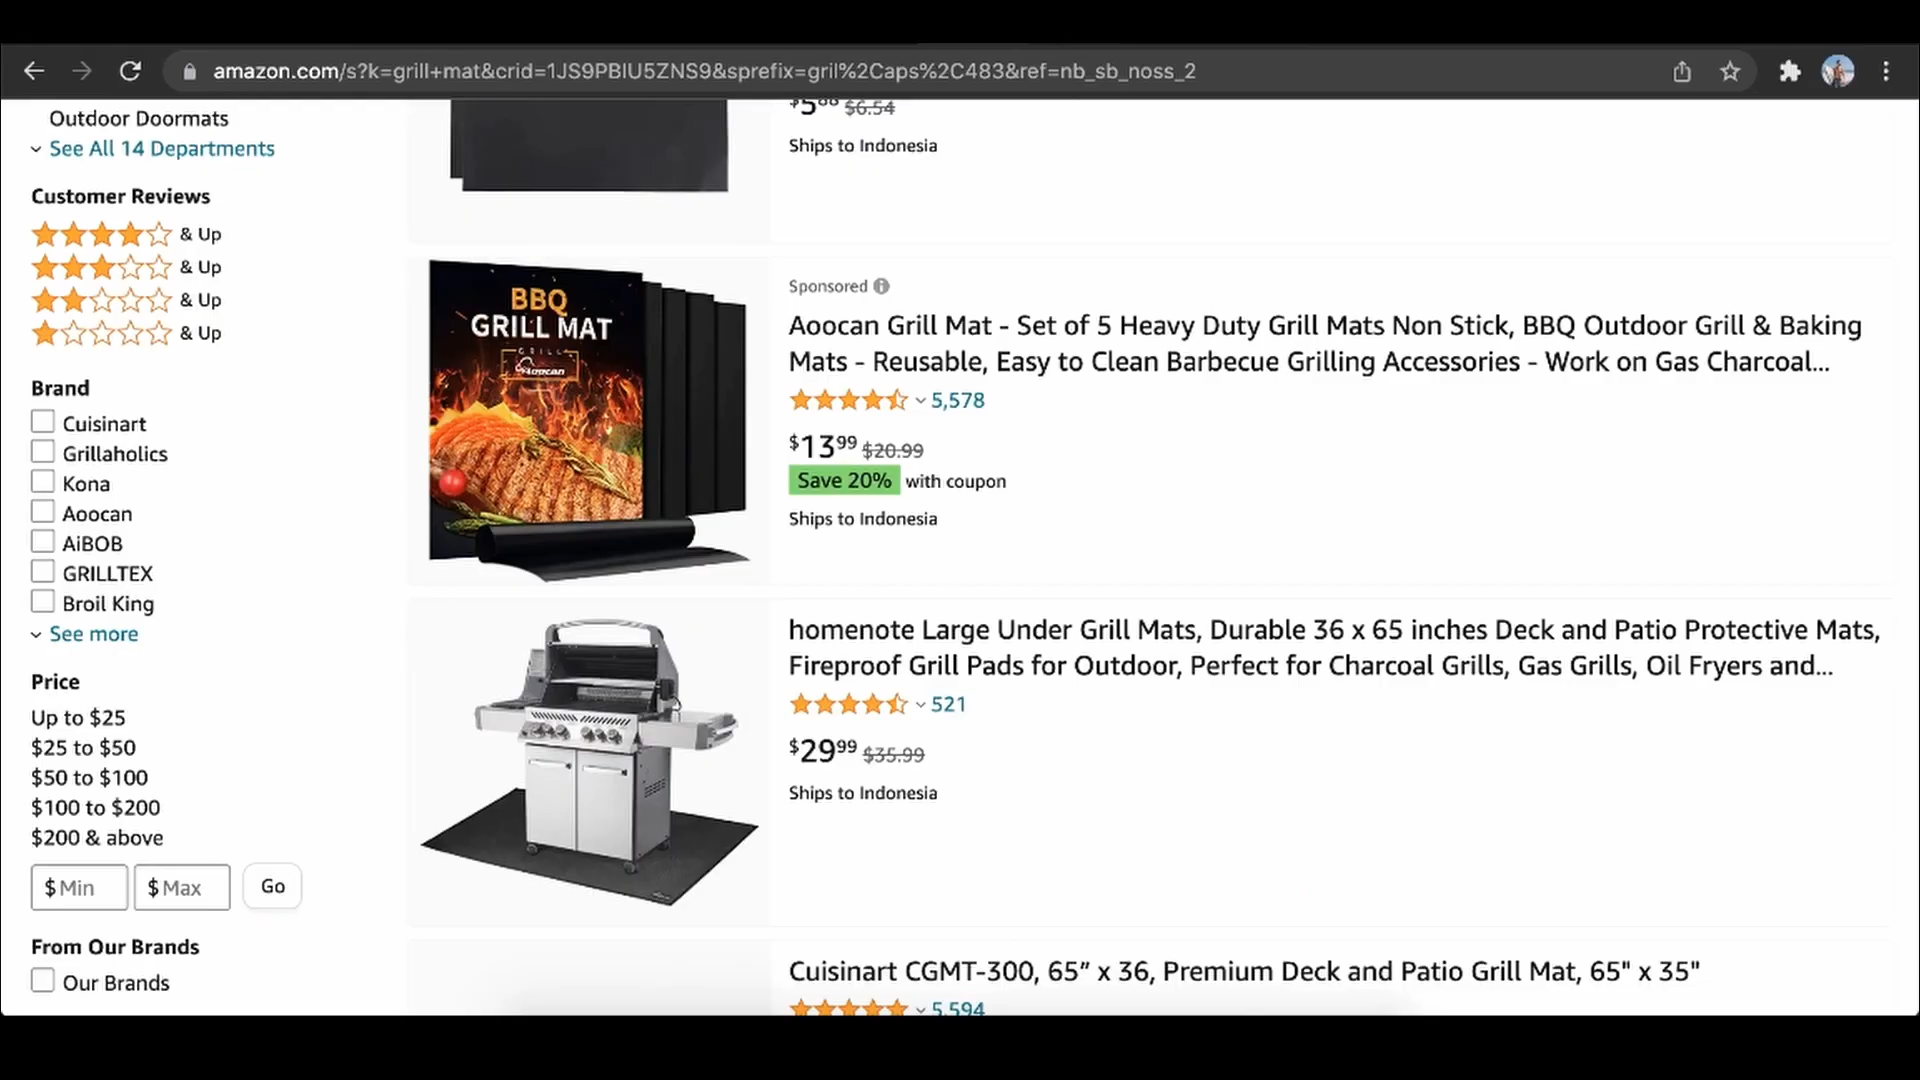 amazon.com/s?k=grill+mat&crid=1JS9PBIU5ZNS9&sprefix=gril%2Caps%2C483&ref=nb_sb_noss_2
Outdoor Doormats
See All 14 Departments
Customer Reviews
& Up
& Up
& Up
& Up
Brand
Cuisinart
Grillaholics
Kona
Aoocan
AiBOB
GRILLTEX
Broil King
See more
Price
Up to $25
$25 to $50
$50 to $100
$100 to $200
$200 & above
$ Min $ Max Go
From Our Brands
Our Brands
$5 88 $6.54
Ships to Indonesia
BBQ
GRILL MAT
GRILL
Aoocan
Sponsored
Aoocan Grill Mat - Set of 5 Heavy Duty Grill Mats Non Stick, BBQ Outdoor Grill & Baking
Mats - Reusable, Easy to Clean Barbecue Grilling Accessories - Work on Gas Charcoal...
5,578
$13 99 $20.99
Save 20% with coupon
Ships to Indonesia
homenote Large Under Grill Mats, Durable 36 x 65 inches Deck and Patio Protective Mats,
Fireproof Grill Pads for Outdoor, Perfect for Charcoal Grills, Gas Grills, Oil Fryers and...
521
$29 99 $35.99
Ships to Indonesia
Cuisinart CGMT-300, 65” x 36, Premium Deck and Patio Grill Mat, 65" x 35"
5,594